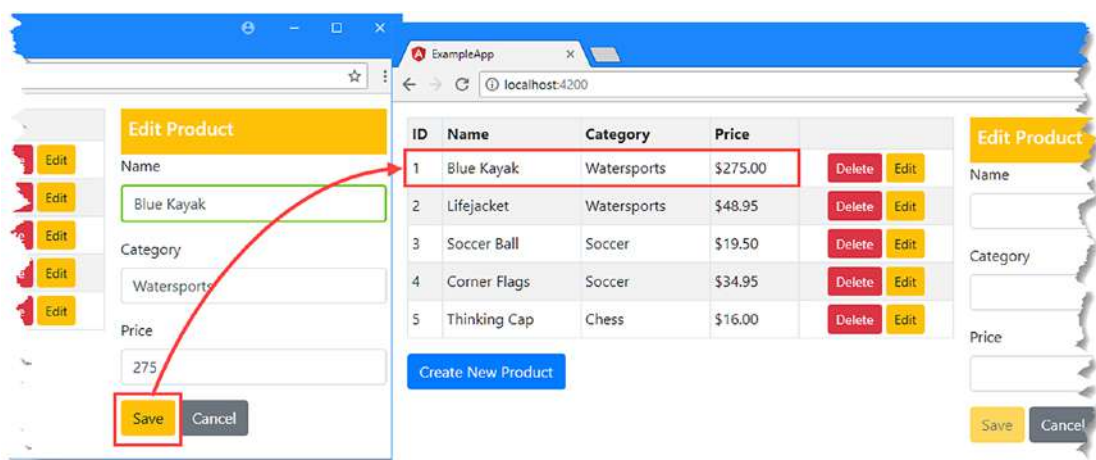 Edit Product
Edit
Name
Blue Kayak
Edit
Edit
Category
Edit
Watersports
Edit
Price
275
Save Cancel
ExampleApp
localhost:4200
ID Name Category Price
1 Blue Kayak Watersports $275.00 Delete Edit
2 Lifejacket Watersports $48.95 Delete Edit
3 Soccer Ball Soccer $19.50 Delete Edit
4 Corner Flags Soccer $34.95 Delete Edit
5 Thinking Cap Chess $16.00 Delete Edit
Create New Product
Edit Product
Name
Category
Price
Save Cancel